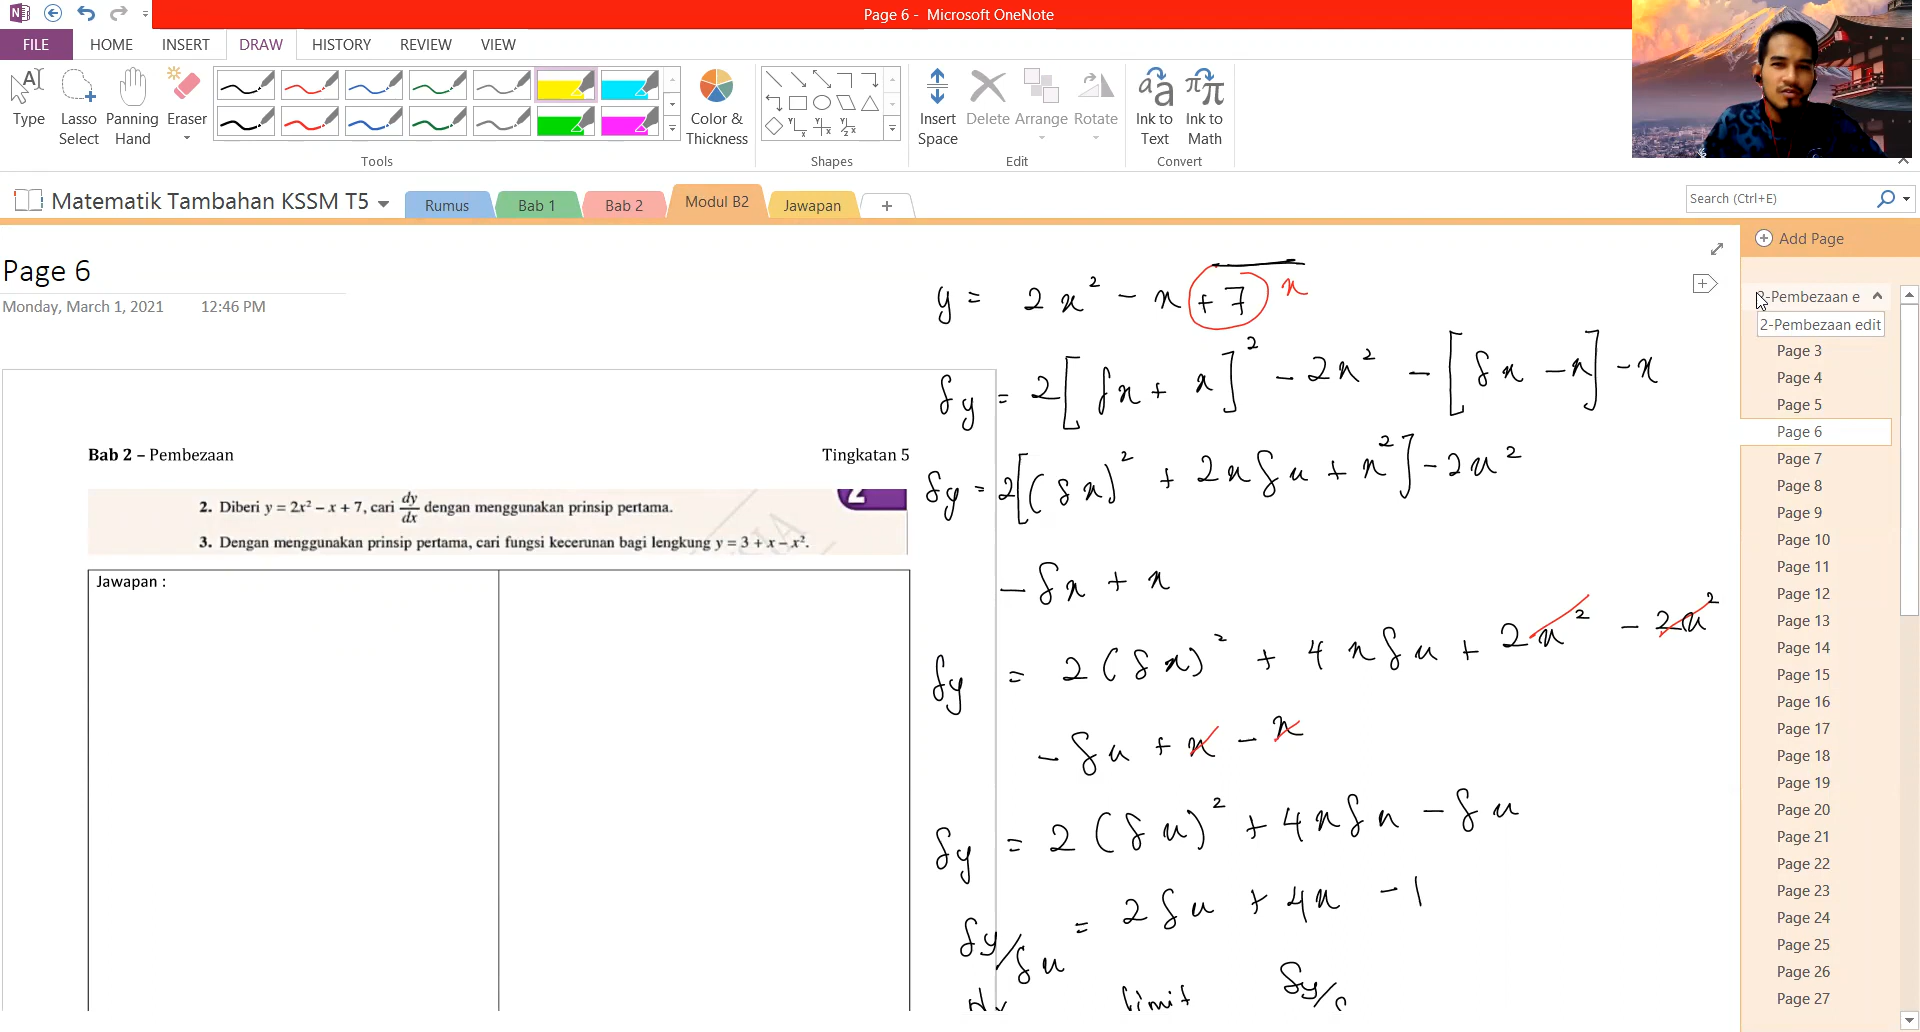 Page 6 - Microsoft OneNote
FILE HOME INSERT DRAW HISTORY REVIEW VIEW
Type
Lasso Select
Panning Hand
Eraser
Color & Thickness
Insert Space
Delete
Arrange
Rotate
Ink to Text
Ink to Math
Tools
Shapes
Edit
Convert
Matematik Tambahan KSSM T5
Rumus
Bab 1
Bab 2
Modul B2
Jawapan
+
Search (Ctrl+E)
Page 6
Monday, March 1, 2021 12:46 PM
Bab 2 – Pembezaan
Tingkatan 5
2. Diberi y = 2x² – x + 7, cari dy/dx dengan menggunakan prinsip pertama.
3. Dengan menggunakan prinsip pertama, cari fungsi kecerunan bagi lengkung y = 3 + x – x².
Jawapan :
y = 2x² - x + 7 x
δy = 2[δx + x]² - 2x² - [δx - x] - x
δy = 2[(δx)² + 2xδx + x²] - 2x²
- δx + x
δy = 2(δx)² + 4xδx + 2x² - 2x²
- δx + x - x
δy = 2(δx)² + 4xδx - δx
δy/δx = 2δx + 4x - 1
limit δy/
Add Page
2-Pembezaan e
2-Pembezaan edit
Page 3
Page 4
Page 5
Page 6
Page 7
Page 8
Page 9
Page 10
Page 11
Page 12
Page 13
Page 14
Page 15
Page 16
Page 17
Page 18
Page 19
Page 20
Page 21
Page 22
Page 23
Page 24
Page 25
Page 26
Page 27